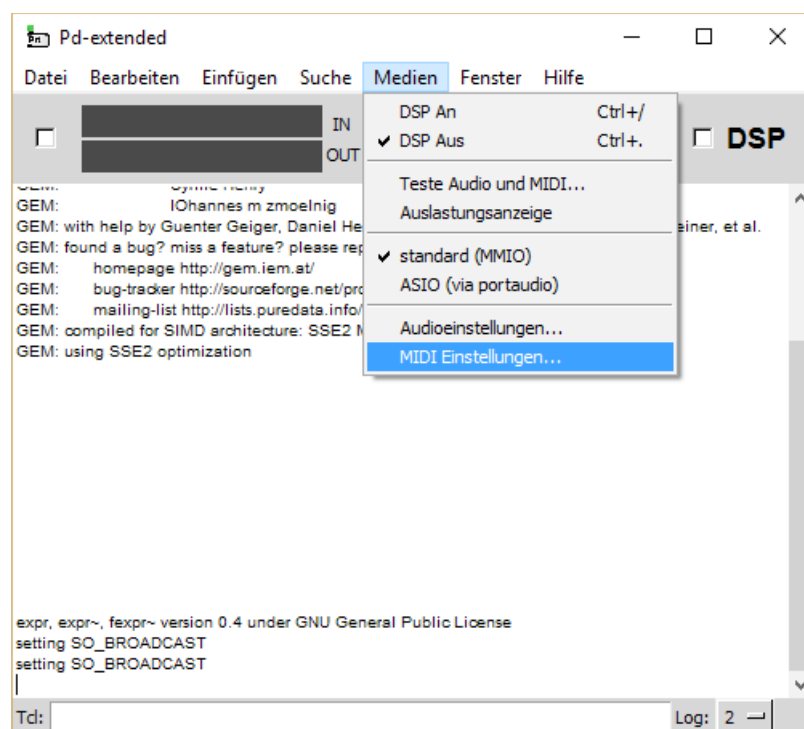 Pd-extended
Datei Bearbeiten Einfügen Suche Medien Fenster Hilfe
IN
OUT
DSP
DSP An Ctrl+/
DSP Aus Ctrl+.
Teste Audio und MIDI...
Auslastungsanzeige
standard (MMIO)
ASIO (via portaudio)
Audioeinstellungen...
MIDI Einstellungen...
GEM:
GEM: IOhannes m zmoelnig
GEM: with help by Guenter Geiger, Daniel He einer, et al.
GEM: found a bug? miss a feature? please rep
GEM: homepage http://gem.iem.at/
GEM: bug-tracker http://sourceforge.net/pro
GEM: mailing-list http://lists.puredata.info/
GEM: compiled for SIMD architecture: SSE2 M
GEM: using SSE2 optimization
expr, expr~, fexpr~ version 0.4 under GNU General Public License
setting SO_BROADCAST
setting SO_BROADCAST
Tcl: Log: 2